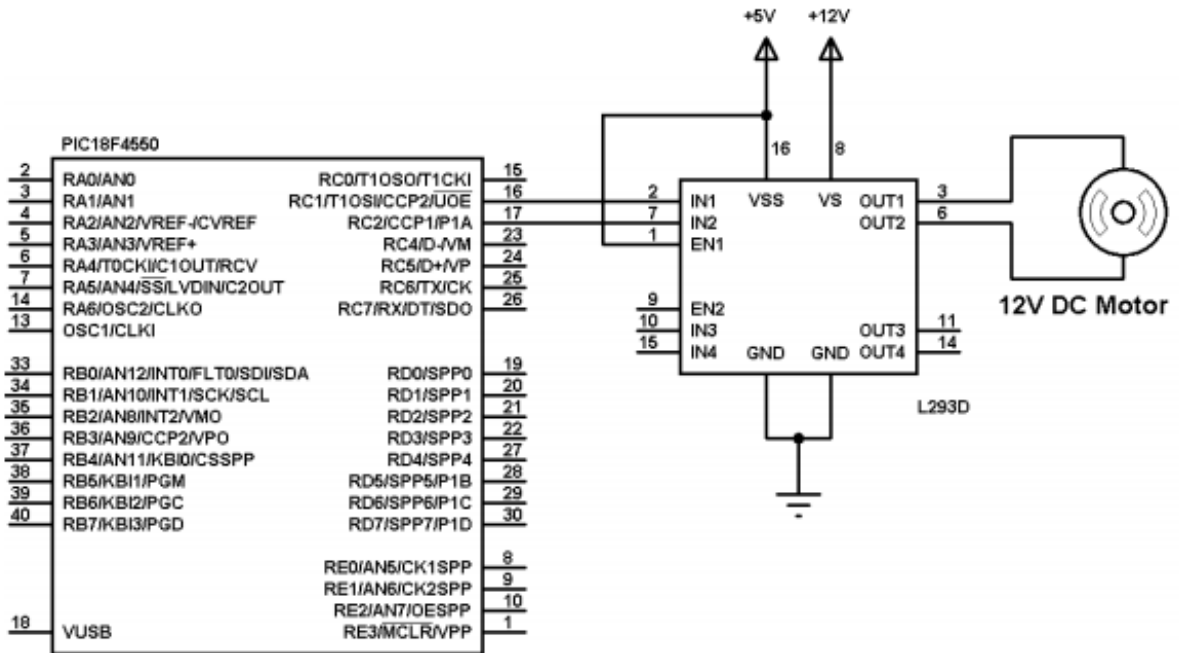 +5V +12V
PIC18F4550
2 RA0/AN0
3 RA1/AN1
4 RA2/AN2/VREF-/CVREF
5 RA3/AN3/VREF+
6 RA4/T0CKI/C1OUT/RCV
7 RA5/AN4/SS/LVDIN/C2OUT
14 RA6/OSC2/CLKO
13 OSC1/CLKI
33 RB0/AN12/INT0/FLT0/SDI/SDA
34 RB1/AN10/INT1/SCK/SCL
35 RB2/AN8/INT2/VMO
36 RB3/AN9/CCP2/VPO
37 RB4/AN11/KBI0/CSSPP
38 RB5/KBI1/PGM
39 RB6/KBI2/PGC
40 RB7/KBI3/PGD
18 VUSB
RC0/T1OSO/T1CKI 15
RC1/T1OSI/CCP2/UOE 16
RC2/CCP1/P1A 17
RC4/D-/VM 23
RC5/D+/VP 24
RC6/TX/CK 25
RC7/RX/DT/SDO 26
RD0/SPP0 19
RD1/SPP1 20
RD2/SPP2 21
RD3/SPP3 22
RD4/SPP4 27
RD5/SPP5/P1B 28
RD6/SPP6/P1C 29
RD7/SPP7/P1D 30
RE0/AN5/CK1SPP 8
RE1/AN6/CK2SPP 9
RE2/AN7/OESPP 10
RE3/MCLR/VPP 1
16 8
2 IN1 VSS VS OUT1 3
7 IN2 OUT2 6
1 EN1
9 EN2
10 IN3 OUT3 11
15 IN4 GND GND OUT4 14
L293D
12V DC Motor